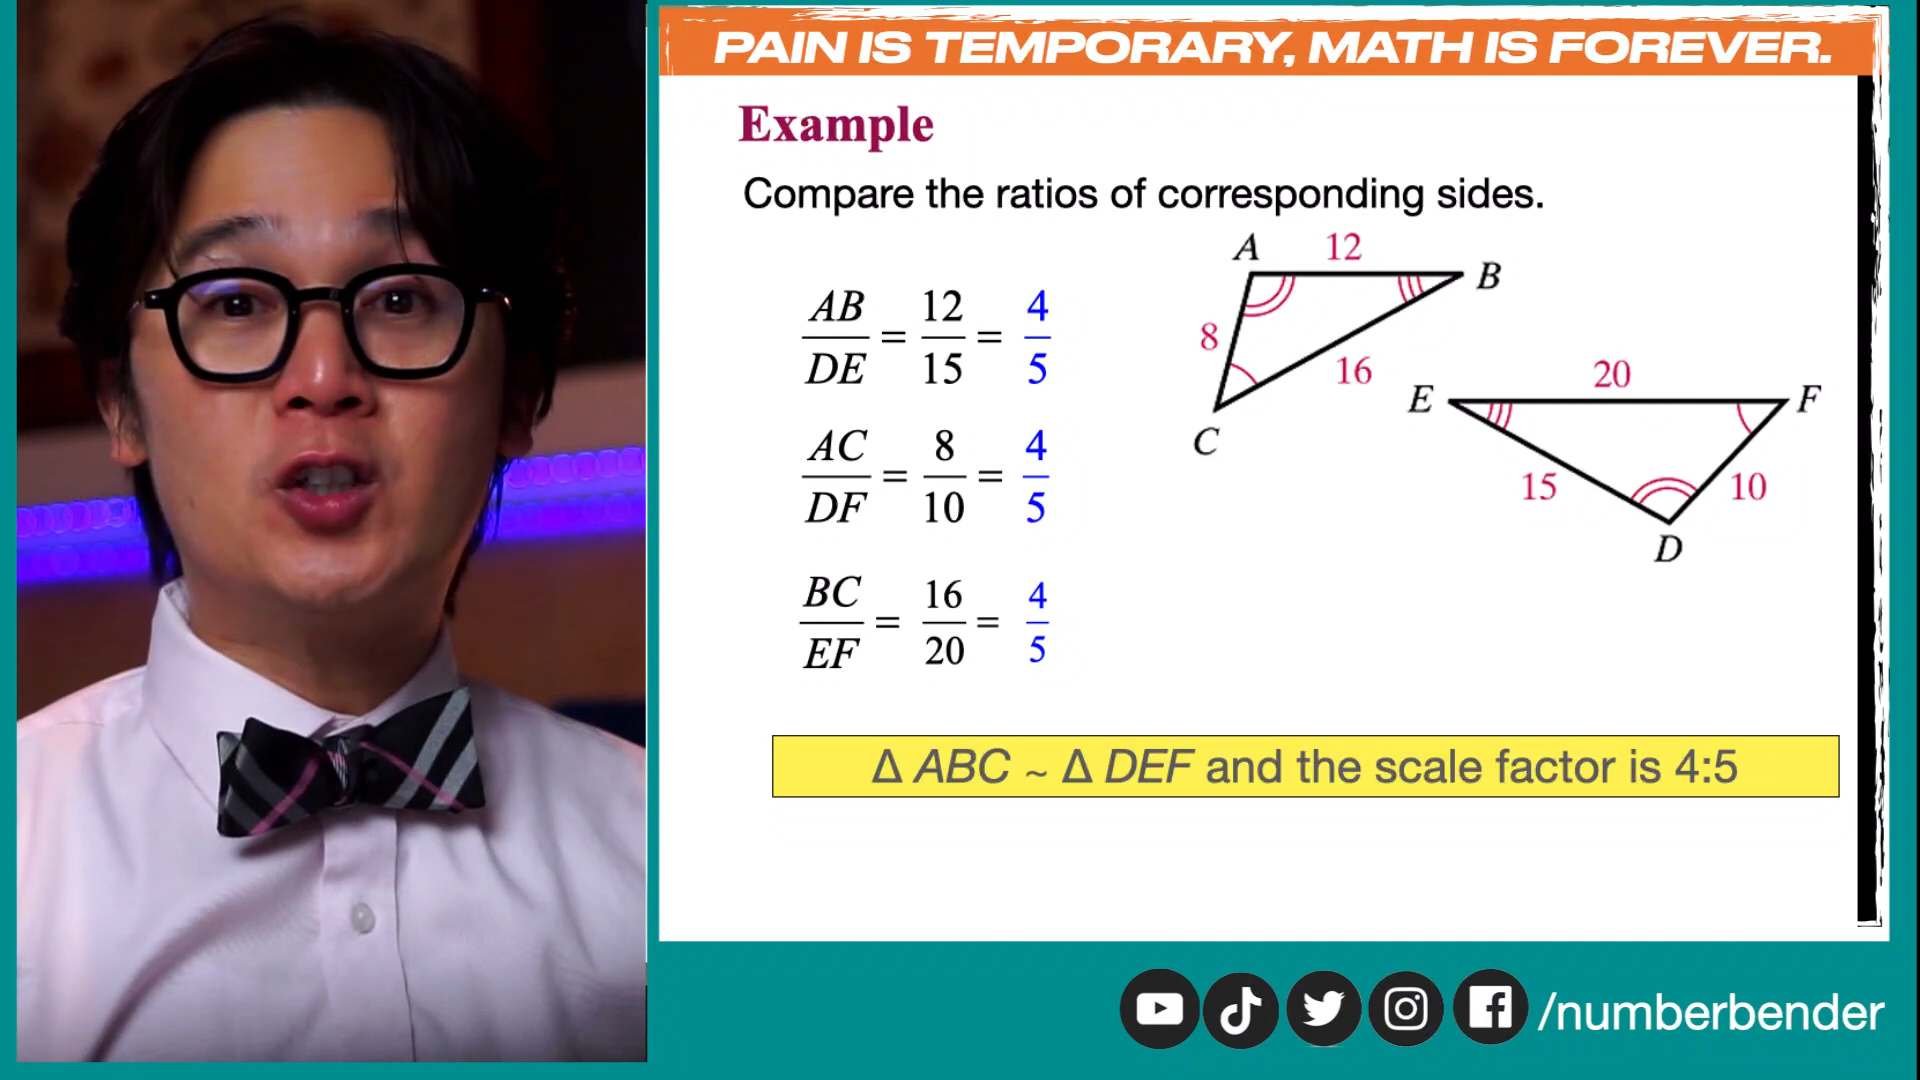 PAIN IS TEMPORARY, MATH IS FOREVER.
Example
Compare the ratios of corresponding sides.
AB/DE = 12/15 = 4/5
AC/DF = 8/10 = 4/5
BC/EF = 16/20 = 4/5
A 12 B
8
16
C
20
E F
15 10
D
Δ ABC ~ Δ DEF and the scale factor is 4:5
/numberbender